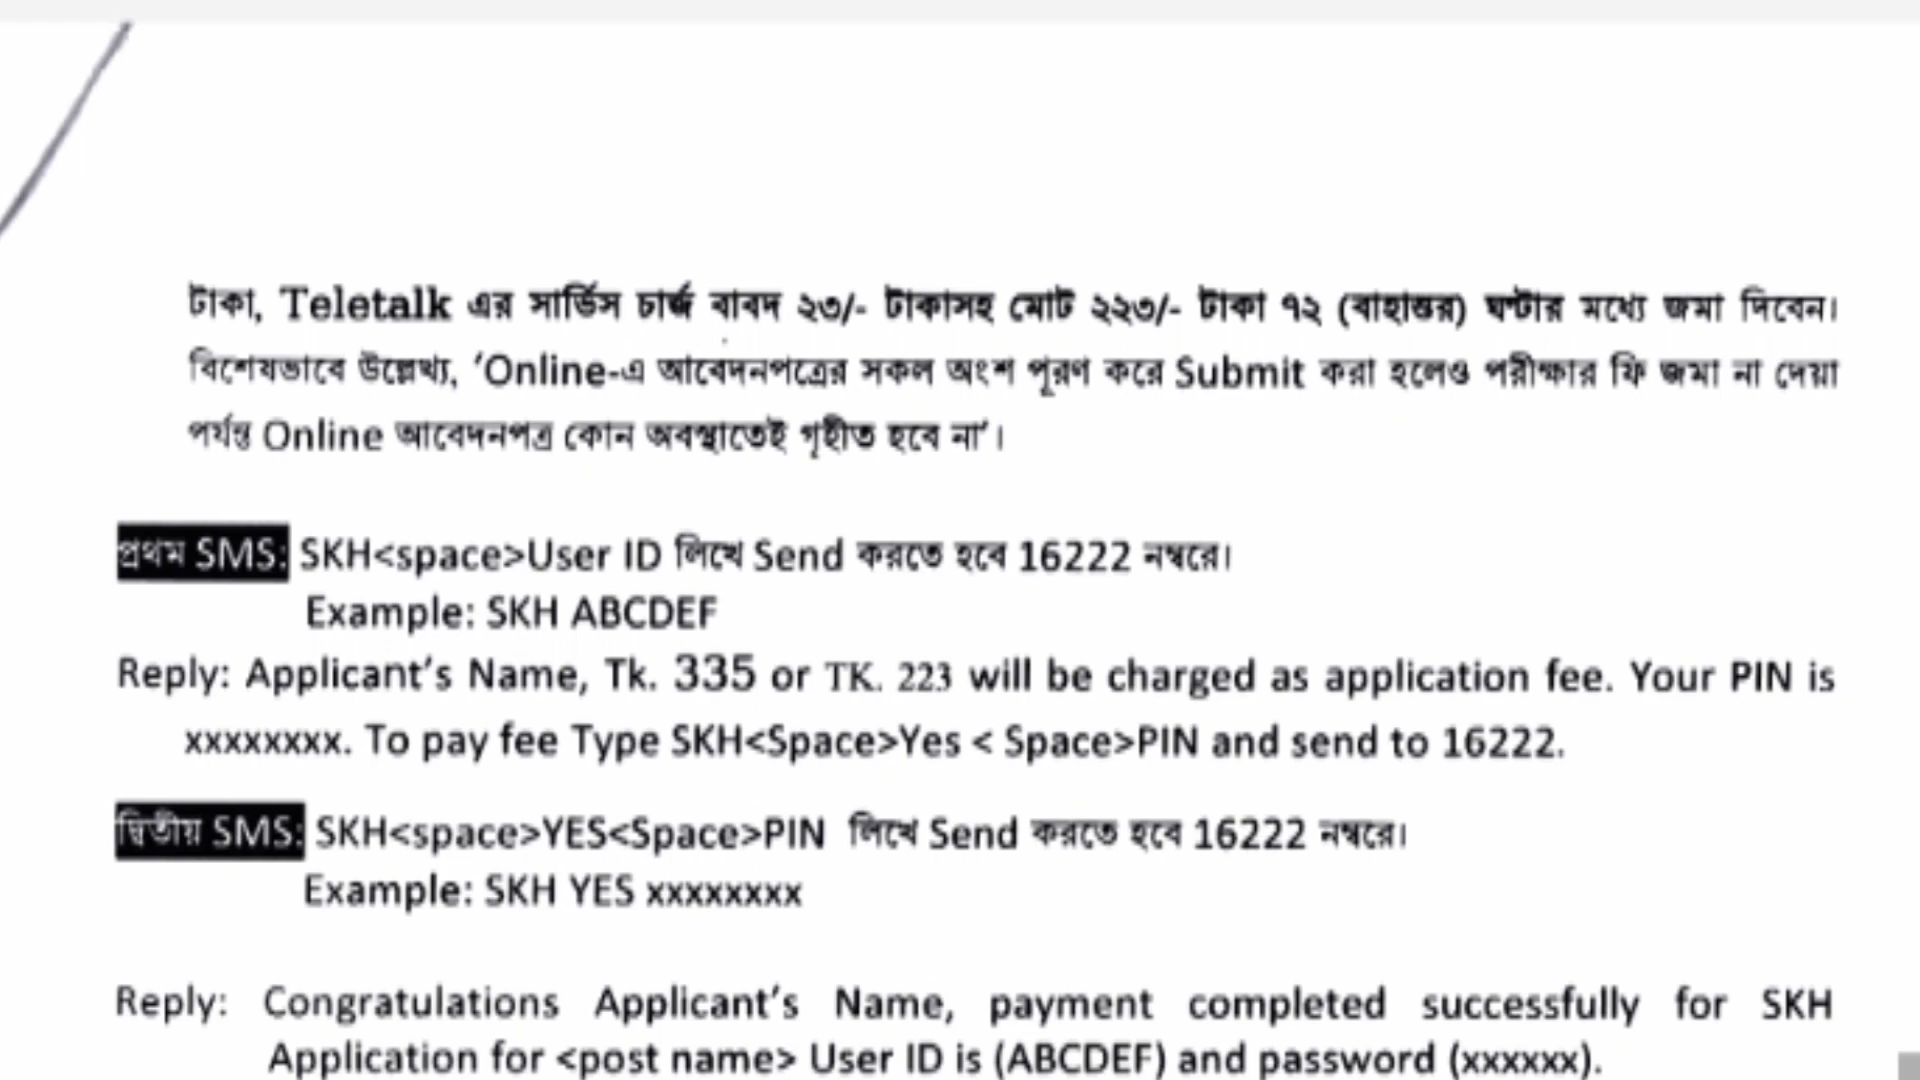 টাকা, Teletalk এর সার্ভিস চার্জ বাবদ ২৩/- টাকাসহ মোট ২২৩/- টাকা ৭২ (বাহাত্তর) ঘণ্টার মধ্যে জমা দিবেন।
বিশেষভাবে উল্লেখ্য, ‘Online-এ আবেদনপত্রের সকল অংশ পূরণ করে Submit করা হলেও পরীক্ষার ফি জমা না দেয়া
পর্যন্ত Online আবেদনপত্র কোন অবস্থাতেই গৃহীত হবে না’।
প্রথম SMS: SKH<space>User ID লিখে Send করতে হবে 16222 নম্বরে।
Example: SKH ABCDEF
Reply: Applicant’s Name, Tk. 335 or TK. 223 will be charged as application fee. Your PIN is
xxxxxxxx. To pay fee Type SKH<Space>Yes < Space>PIN and send to 16222.
দ্বিতীয় SMS: SKH<space>YES<Space>PIN লিখে Send করতে হবে 16222 নম্বরে।
Example: SKH YES xxxxxxxx
Reply: Congratulations Applicant’s Name, payment completed successfully for SKH
Application for <post name> User ID is (ABCDEF) and password (xxxxxx).